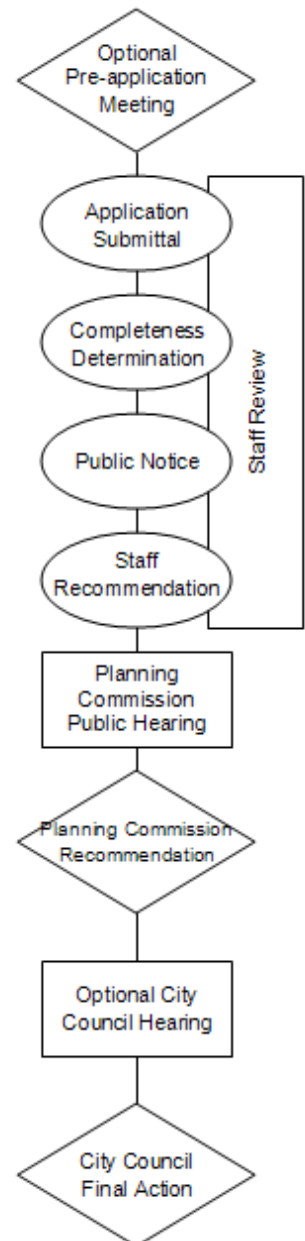 Optional
Pre-application
Meeting
Application
Submittal
Completeness
Determination
Public Notice
Staff
Recommendation
Staff Review
Planning
Commission
Public Hearing
Planning Commission
Recommendation
Optional City
Council Hearing
City Council
Final Action